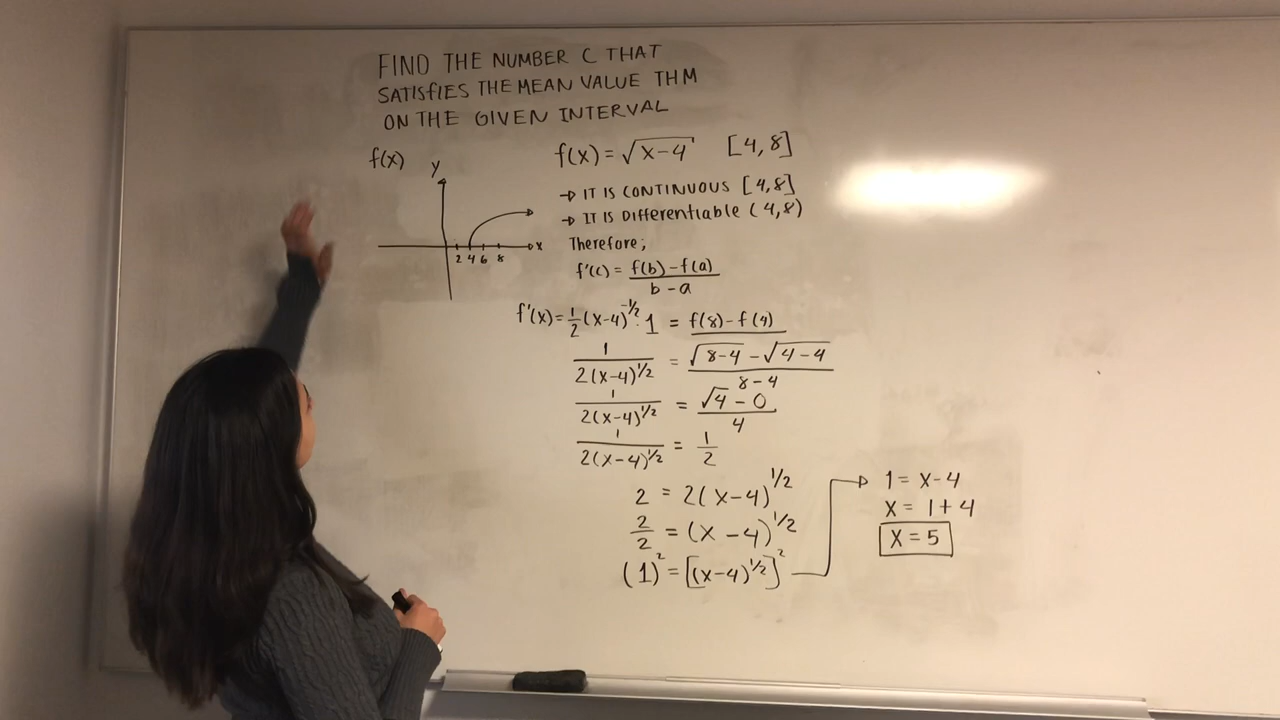 FIND THE NUMBER C THAT
SATISFIES THE MEAN VALUE THM
ON THE GIVEN INTERVAL
f(x)
y
x
2 4 6 8
f(x) = √x-4 [4,8]
→ IT IS CONTINUOUS [4,8]
→ IT IS Differentiable (4,8)
Therefore;
f'(c) = f(b) - f(a) / b - a
f'(x) = 1/2 (x-4)^-1/2 · 1 = f(8) - f(4)
1 / 2(x-4)^1/2 = √8-4 - √4-4 / 8-4
1 / 2(x-4)^1/2 = √4 - 0 / 4
1 / 2(x-4)^1/2 = 1/2
2 = 2(x-4)^1/2
2/2 = (x-4)^1/2
(1)^2 = [(x-4)^1/2]^2
1 = x-4
x = 1+4
x = 5